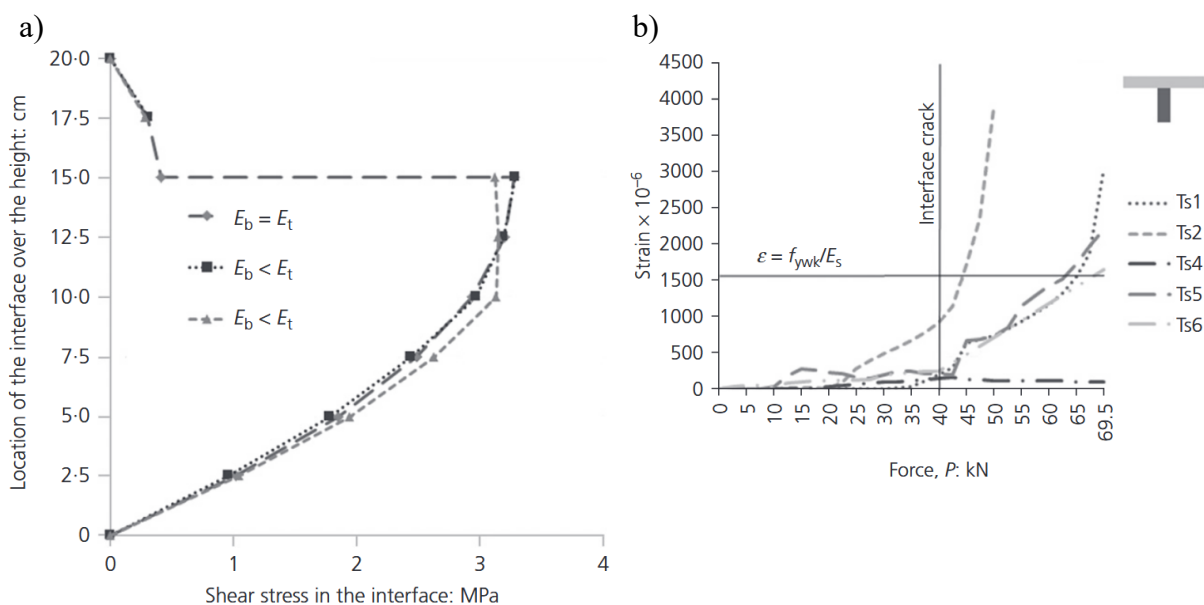 a)
20·0
17·5
15·0
12·5
10·0
7·5
5·0
2·5
0
Location of the interface over the height: cm
E_b = E_t
E_b < E_t
E_b < E_t
0 1 2 3 4
Shear stress in the interface: MPa
b)
4500
4000
3500
3000
2500
2000
1500
1000
500
0
Strain × 10⁻⁶
Interface crack
ε = f_ywk/E_s
0 5 10 15 20 25 30 35 40 45 50 55 60 65 69.5
Force, P: kN
Ts1
Ts2
Ts4
Ts5
Ts6